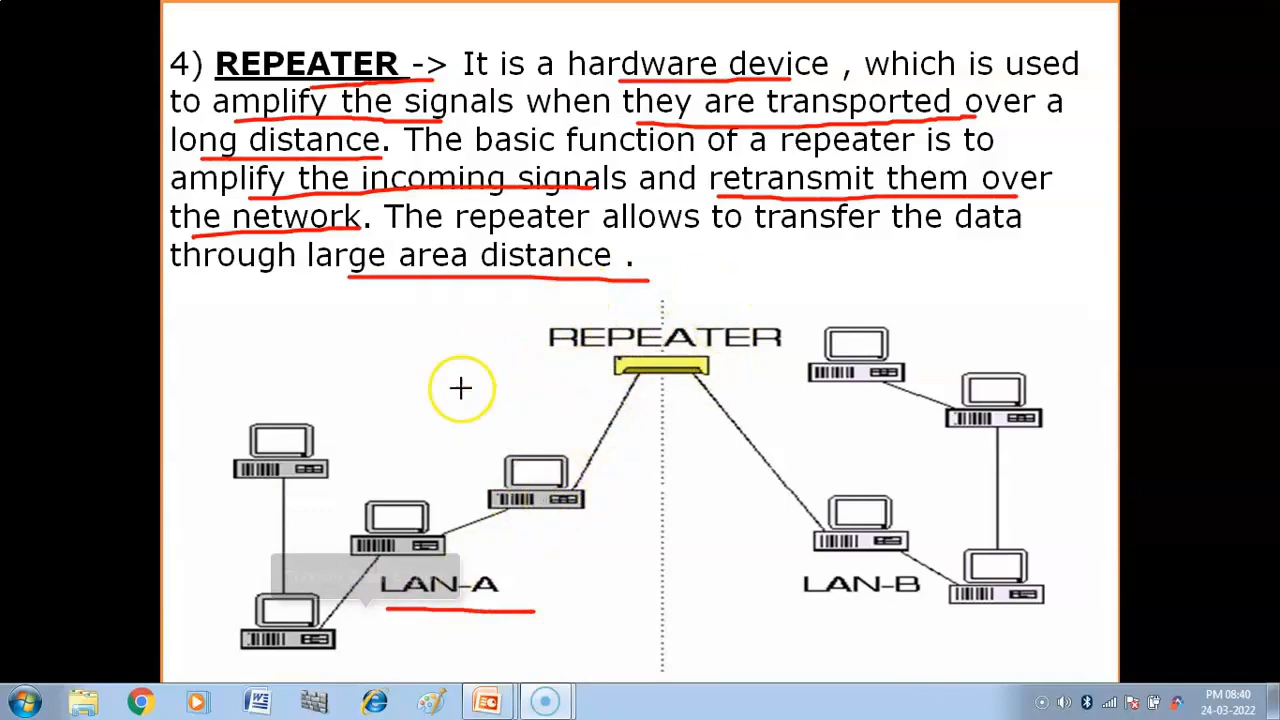 4) REPEATER -> It is a hardware device , which is used
to amplify the signals when they are transported over a
long distance. The basic function of a repeater is to
amplify the incoming signals and retransmit them over
the network. The repeater allows to transfer the data
through large area distance .
REPEATER
LAN-A
LAN-B
PM 08:40
24-03-2022